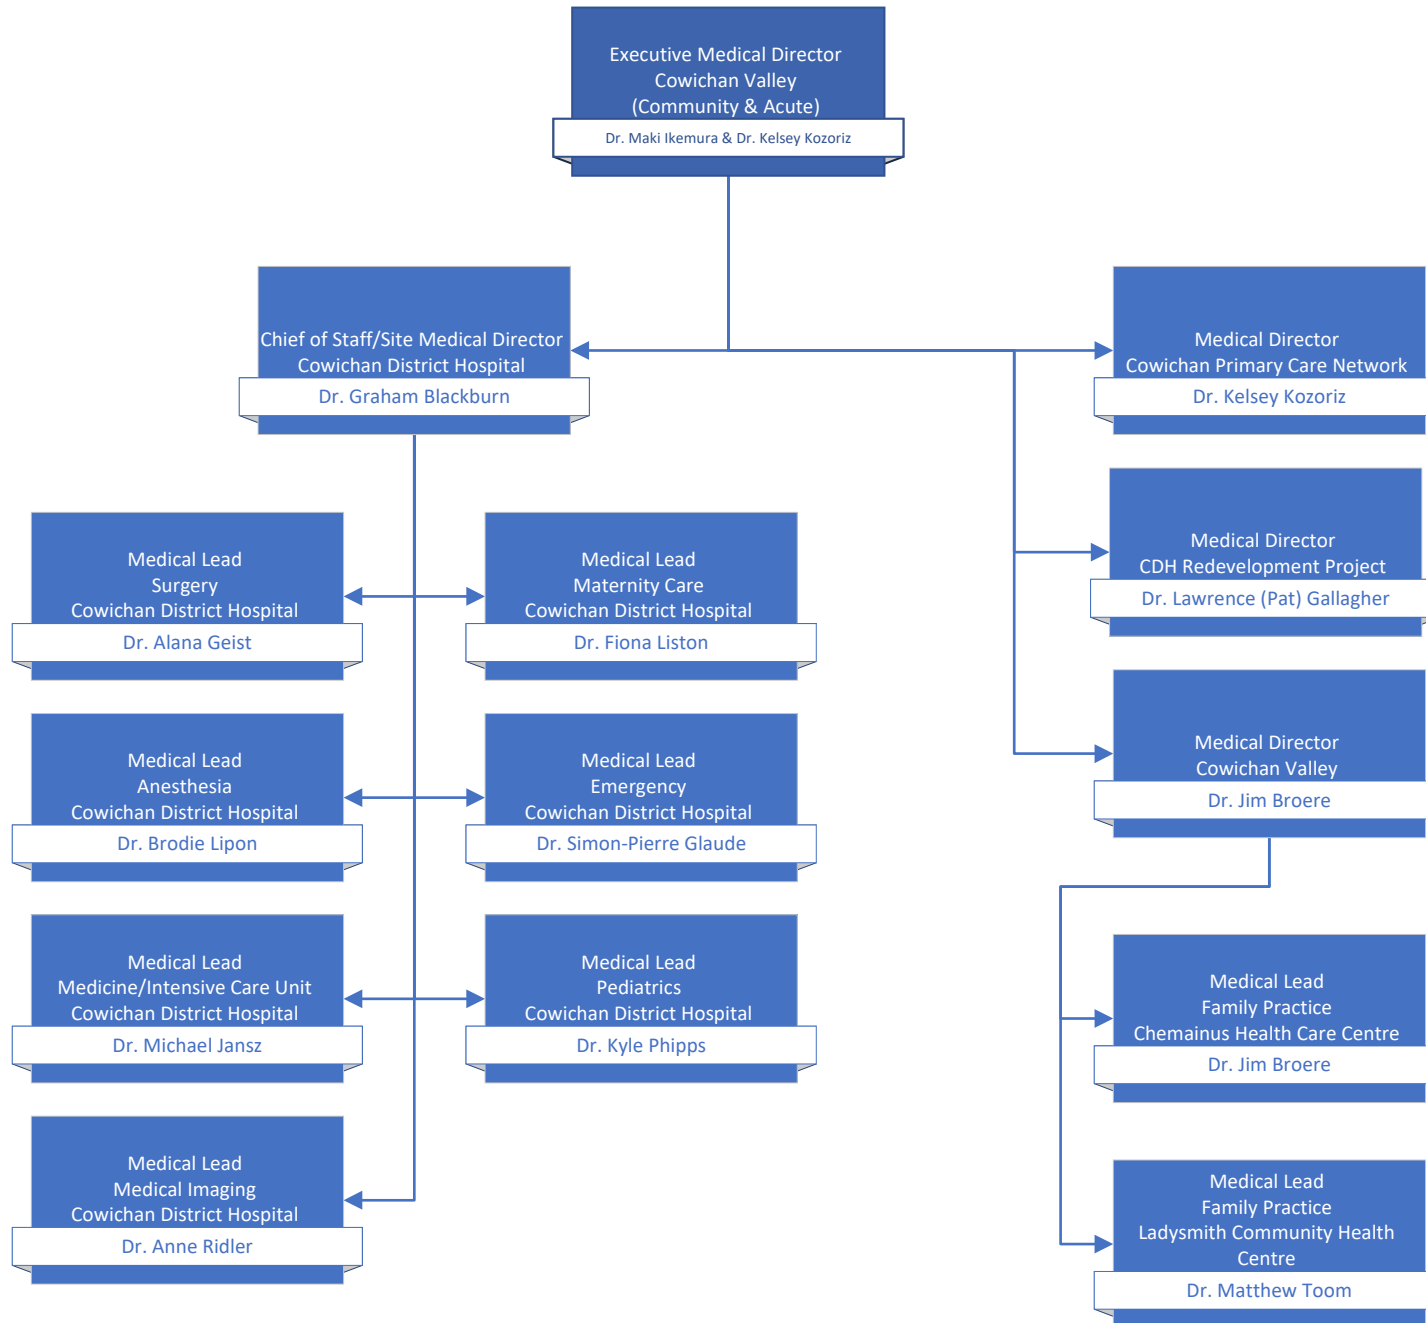 Executive Medical Director
Cowichan Valley
(Community & Acute)
Dr. Maki Ikemura & Dr. Kelsey Kozoriz
Chief of Staff/Site Medical Director
Cowichan District Hospital
Dr. Graham Blackburn
Medical Director
Cowichan Primary Care Network
Dr. Kelsey Kozoriz
Medical Director
CDH Redevelopment Project
Dr. Lawrence (Pat) Gallagher
Medical Lead
Surgery
Cowichan District Hospital
Dr. Alana Geist
Medical Lead
Maternity Care
Cowichan District Hospital
Dr. Fiona Liston
Medical Director
Cowichan Valley
Dr. Jim Broere
Medical Lead
Anesthesia
Cowichan District Hospital
Dr. Brodie Lipon
Medical Lead
Emergency
Cowichan District Hospital
Dr. Simon-Pierre Glaude
Medical Lead
Medicine/Intensive Care Unit
Cowichan District Hospital
Dr. Michael Jansz
Medical Lead
Pediatrics
Cowichan District Hospital
Dr. Kyle Phipps
Medical Lead
Family Practice
Chemainus Health Care Centre
Dr. Jim Broere
Medical Lead
Medical Imaging
Cowichan District Hospital
Dr. Anne Ridler
Medical Lead
Family Practice
Ladysmith Community Health
Centre
Dr. Matthew Toom